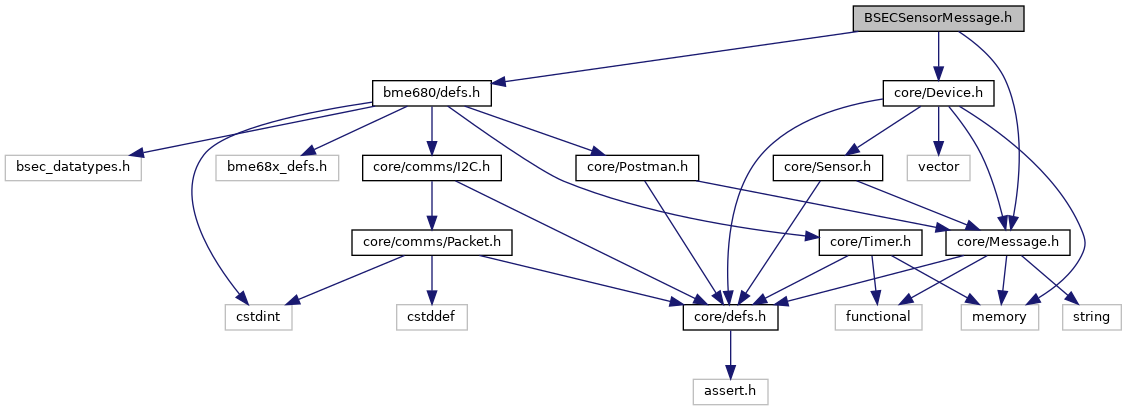 BSECSensorMessage.h
bme680/defs.h
core/Device.h
bsec_datatypes.h
bme68x_defs.h
core/comms/I2C.h
core/Postman.h
core/Sensor.h
vector
core/comms/Packet.h
core/Timer.h
core/Message.h
cstdint
cstddef
core/defs.h
functional
memory
string
assert.h